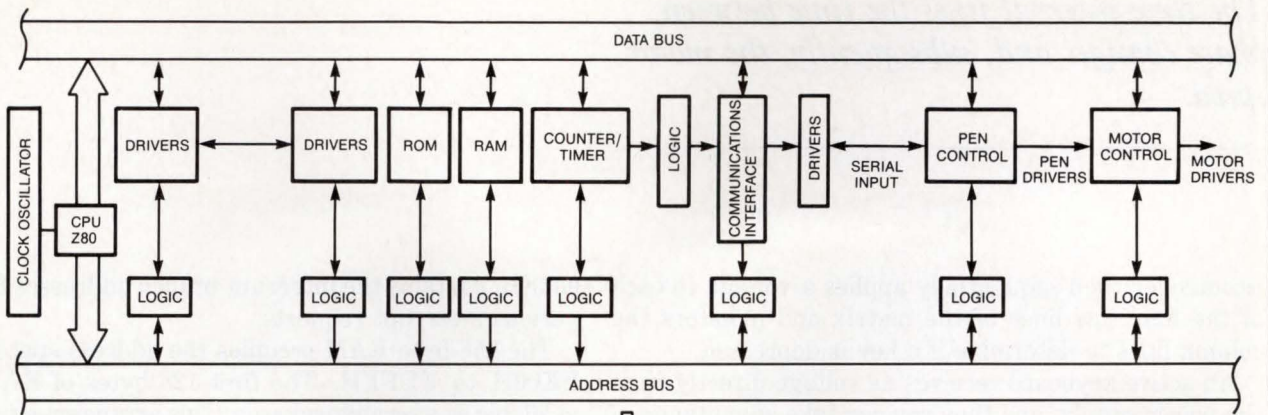 DATA BUS
CLOCK OSCILLATOR
CPU
Z80
DRIVERS
DRIVERS
ROM
RAM
COUNTER/
TIMER
LOGIC
COMMUNICATIONS
INTERFACE
DRIVERS
SERIAL
INPUT
PEN
CONTROL
PEN
DRIVERS
MOTOR
CONTROL
MOTOR
DRIVERS
LOGIC
LOGIC
LOGIC
LOGIC
LOGIC
LOGIC
LOGIC
LOGIC
ADDRESS BUS